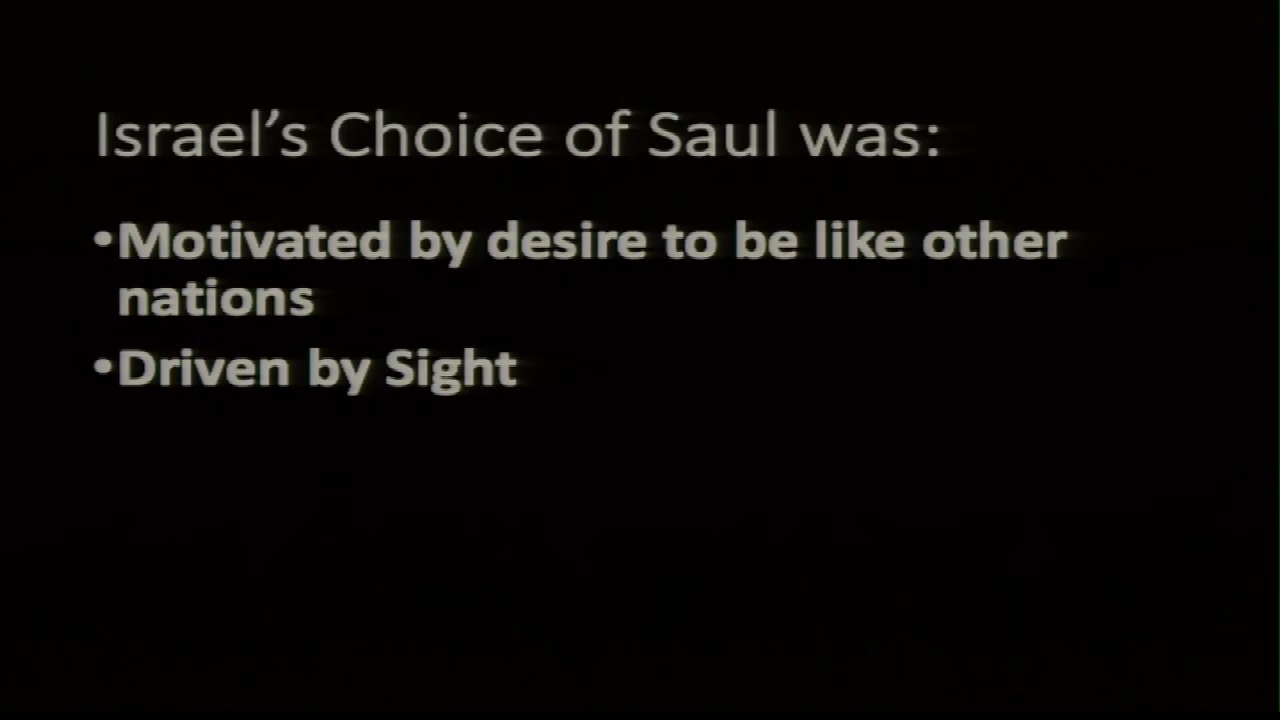 Israel’s Choice of Saul was:
•Motivated by desire to be like other
nations
•Driven by Sight